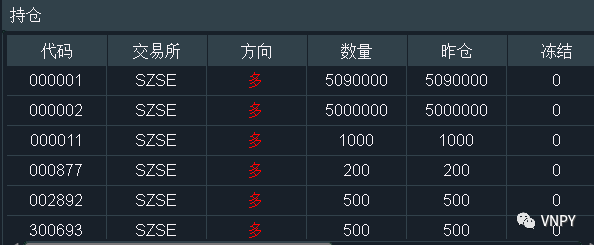 持仓
代码 交易所 方向 数量 昨仓 冻结
000001 SZSE 多 5090000 5090000 0
000002 SZSE 多 5000000 5000000 0
000011 SZSE 多 1000 1000 0
000877 SZSE 多 200 200 0
002892 SZSE 多 500 500 0
300693 SZSE 多 500 500 0
VNPY